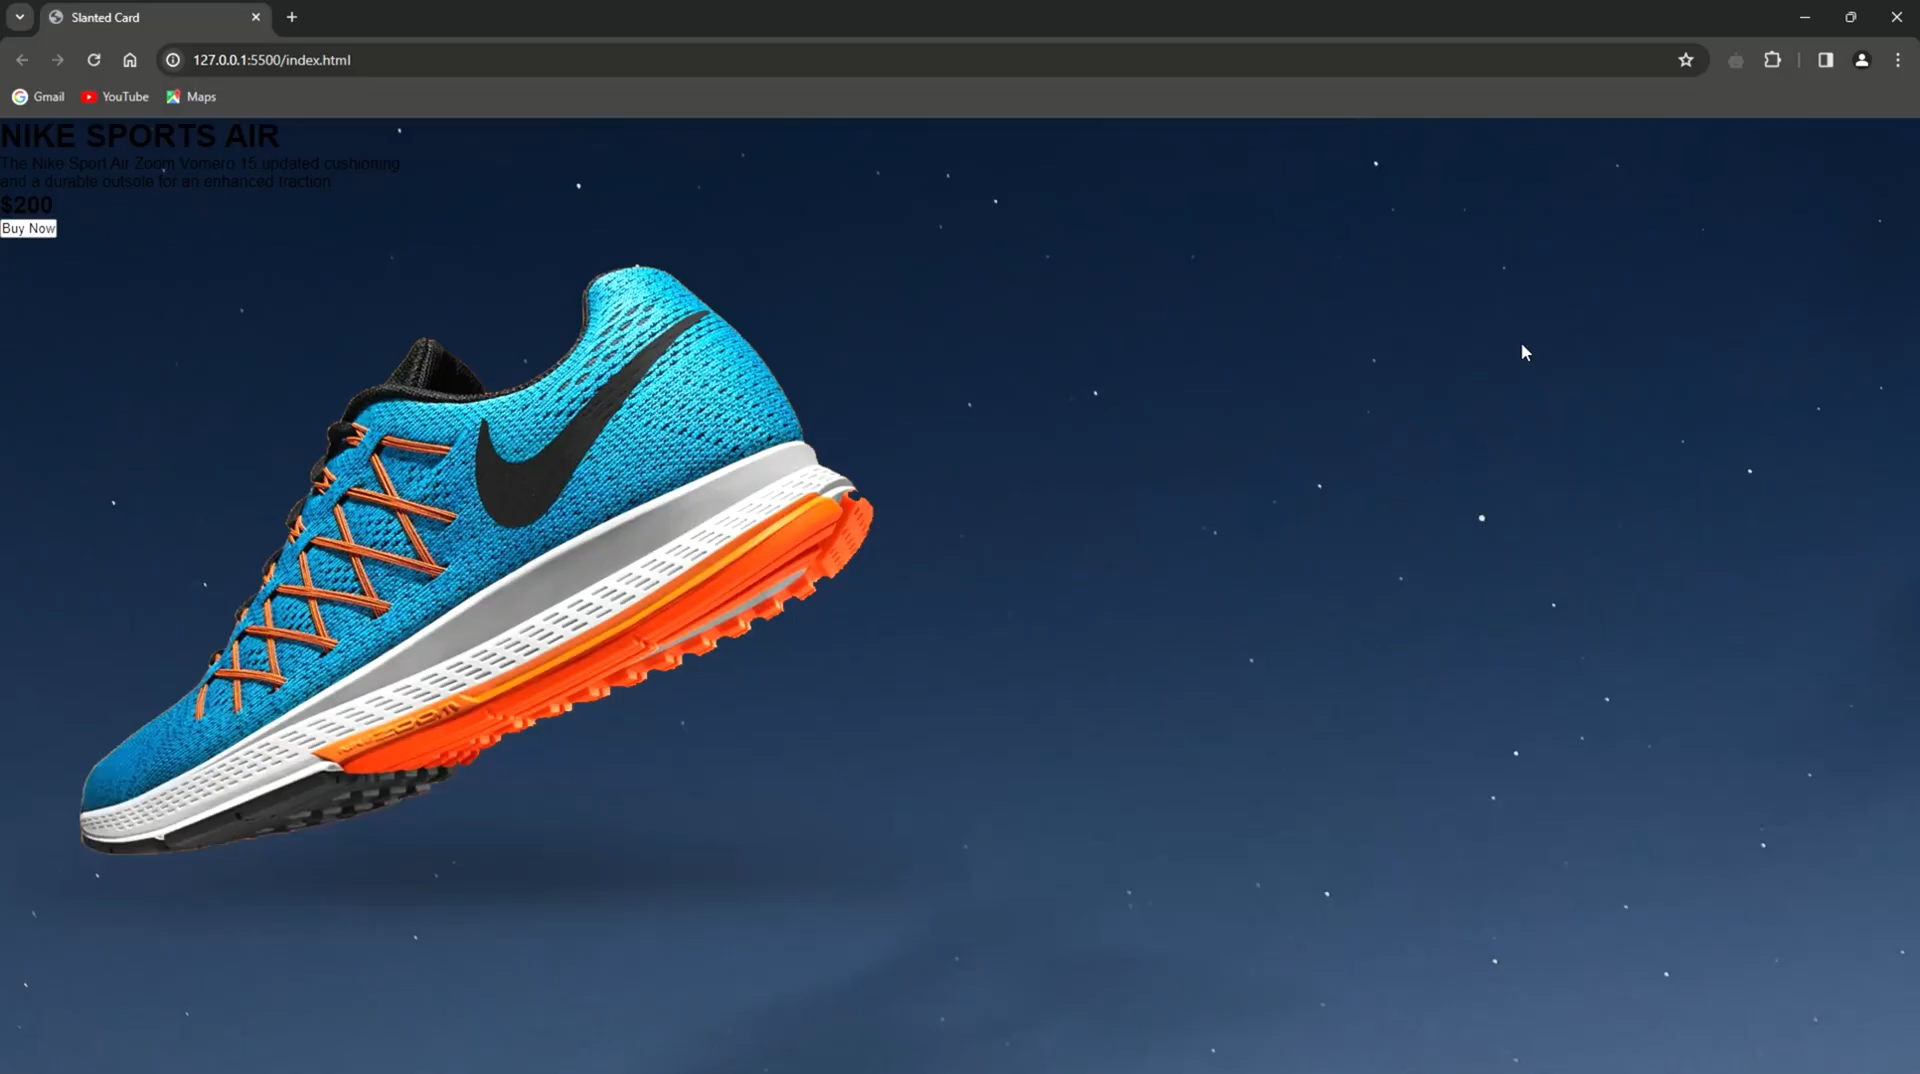 Slanted Card
127.0.0.1:5500/index.html
Gmail
YouTube
Maps
NIKE SPORTS AIR
The Nike Sport Air Zoom Vomero 15 updated cushioning
and a durable outsole for an enhanced traction
$200
Buy Now